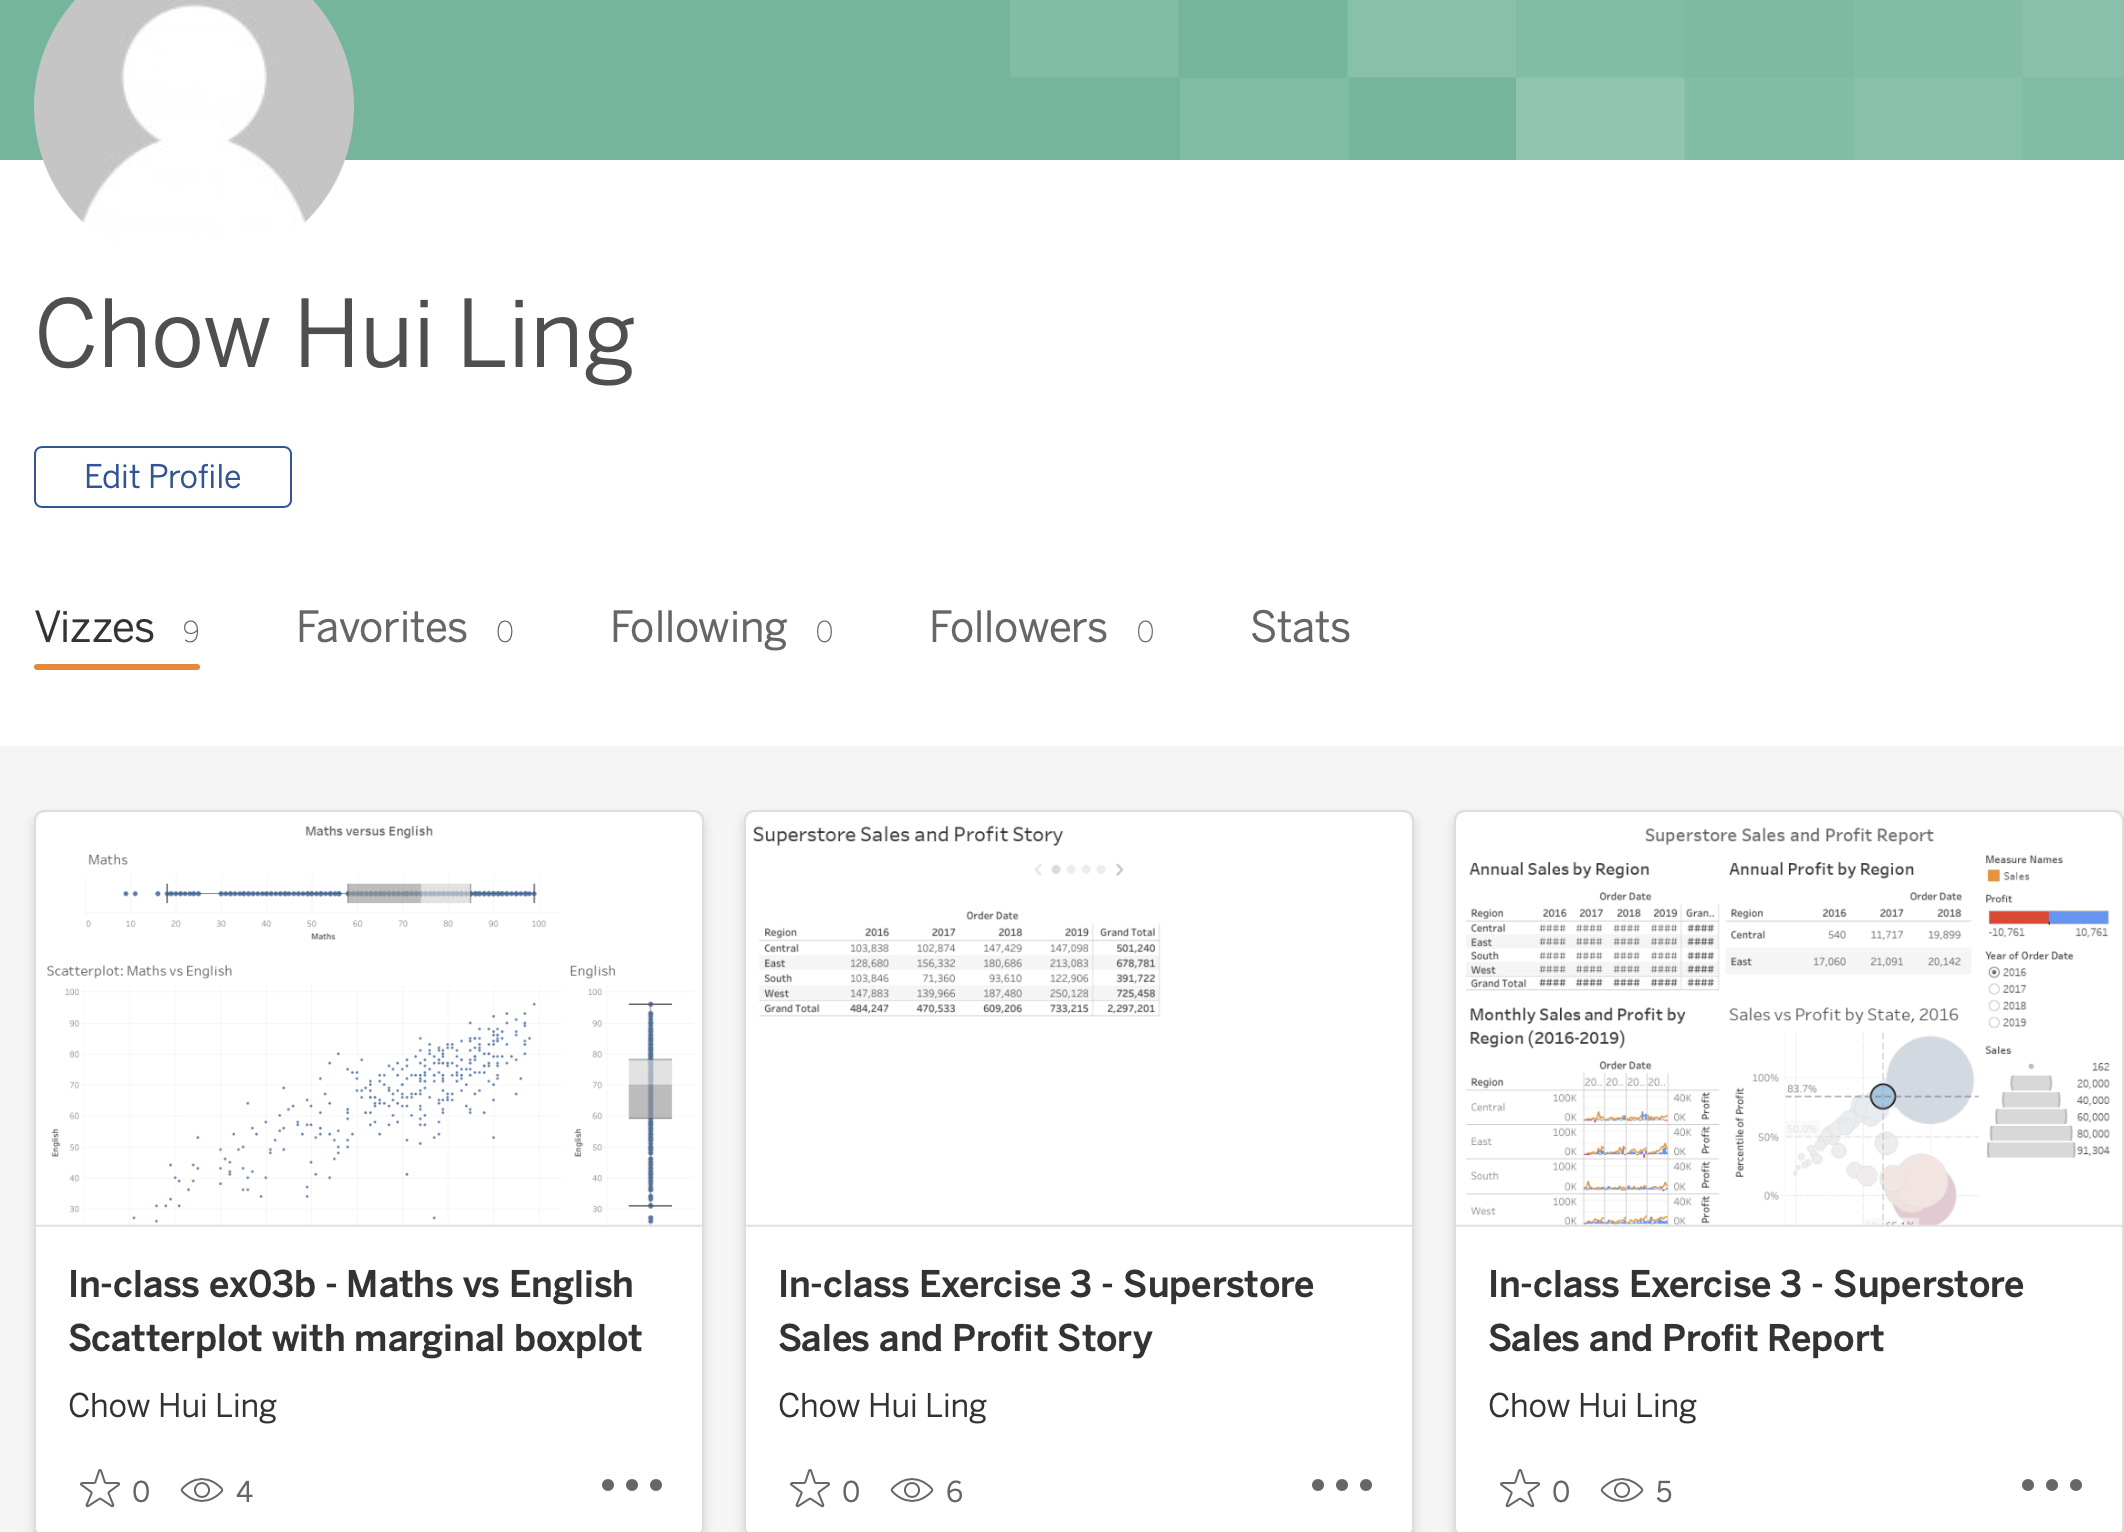 Chow Hui Ling
Edit Profile
Vizzes 9 Favorites 0 Following 0 Followers 0 Stats
Maths versus English
Maths
0 10 20 30 40 50 60 70 80 90 100
Maths
Scatterplot: Maths vs English
English
100
90
80
70
60
50
40
30
English
100
90
80
70
60
50
40
30
English
In-class ex03b - Maths vs English
Scatterplot with marginal boxplot
Chow Hui Ling
0 4
Superstore Sales and Profit Story
Order Date
Region 2016 2017 2018 2019 Grand Total
Central 103,838 102,874 147,429 147,098 501,240
East 128,680 156,332 180,686 213,083 678,781
South 103,846 71,360 93,610 122,906 391,722
West 147,883 139,966 187,480 250,128 725,458
Grand Total 484,247 470,533 609,206 733,215 2,297,201
In-class Exercise 3 - Superstore
Sales and Profit Story
Chow Hui Ling
0 6
Superstore Sales and Profit Report
Annual Sales by Region
Order Date
Region 2016 2017 2018 2019 Gran..
Central #### #### #### #### ####
East #### #### #### #### ####
South #### #### #### #### ####
West #### #### #### #### ####
Grand Total #### #### #### #### ####
Annual Profit by Region
Order Date
Region 2016 2017 2018
Central 540 11,717 19,899
East 17,060 21,091 20,142
Measure Names
Sales
Profit
-10,761 10,761
Year of Order Date
2016
2017
2018
2019
Sales
162
20,000
40,000
60,000
80,000
91,304
Monthly Sales and Profit by
Region (2016-2019)
Order Date
Region 20.. 20.. 20.. 20..
Central 100K 0K 40K 0K Profit
East 100K 0K 40K 0K Profit
South 100K 0K 40K 0K Profit
West 100K 0K 40K 0K Profit
Sales vs Profit by State, 2016
Percentile of Profit
100%
83.7%
50.0%
50%
0%
In-class Exercise 3 - Superstore
Sales and Profit Report
Chow Hui Ling
0 5